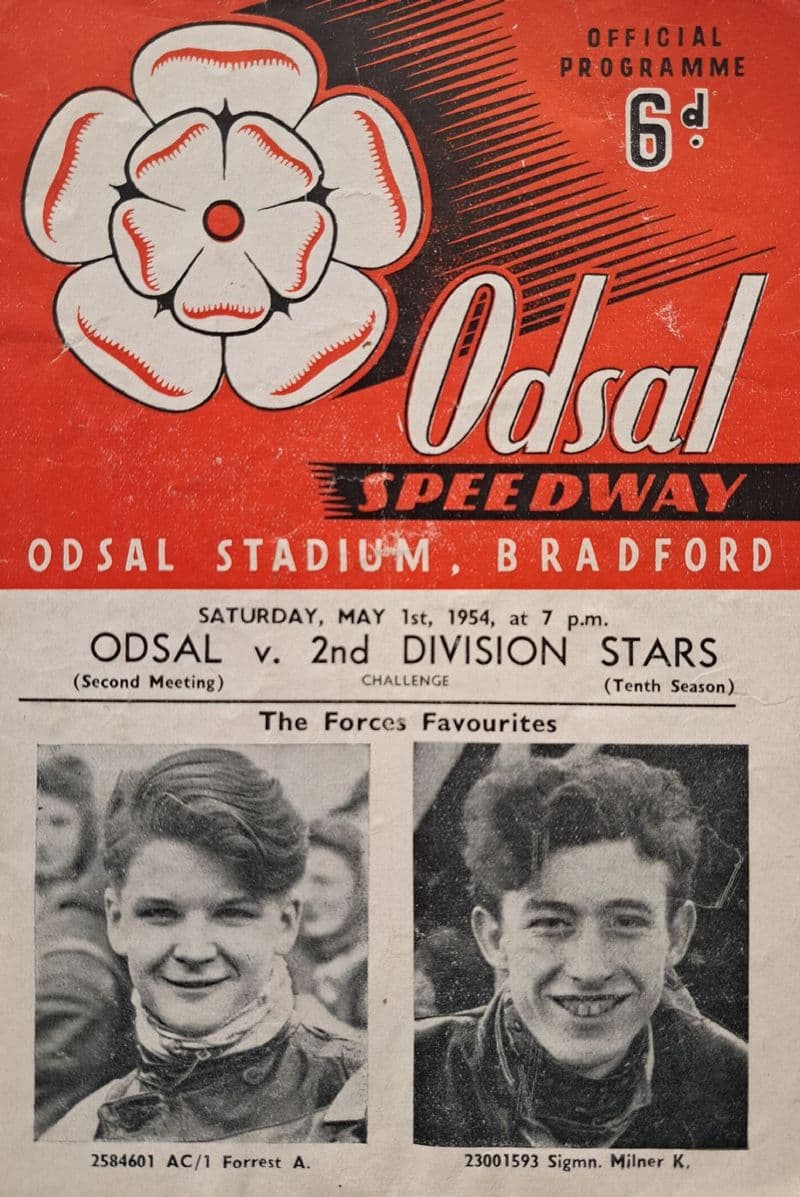 OFFICIAL
PROGRAMME
6d.
Odsal
SPEEDWAY
ODSAL STADIUM, BRADFORD
SATURDAY, MAY 1st, 1954, at 7 p.m.
ODSAL v. 2nd DIVISION STARS
(Second Meeting) CHALLENGE (Tenth Season)
The Forces Favourites
2584601 AC/1 Forrest A.
23001593 Sigmn. Milner K.